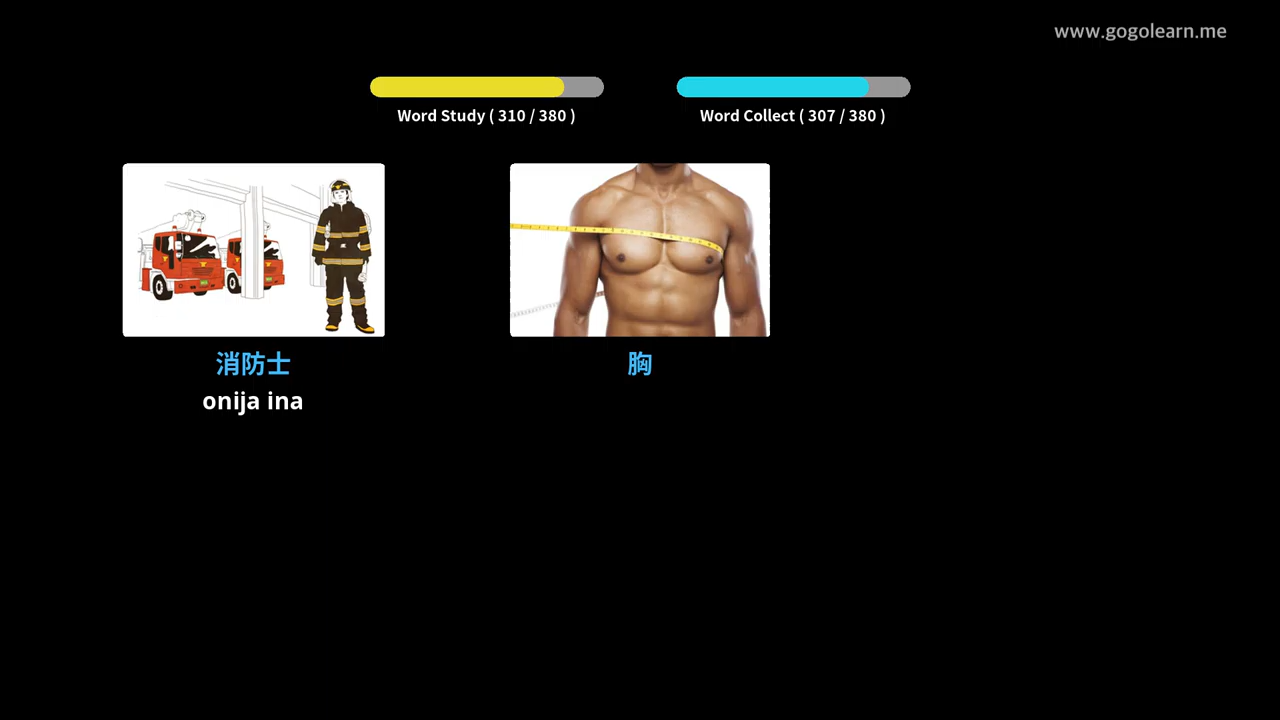 www.gogolearn.me
Word Study ( 310 / 380 )
Word Collect ( 307 / 380 )
消防士
onija ina
胸